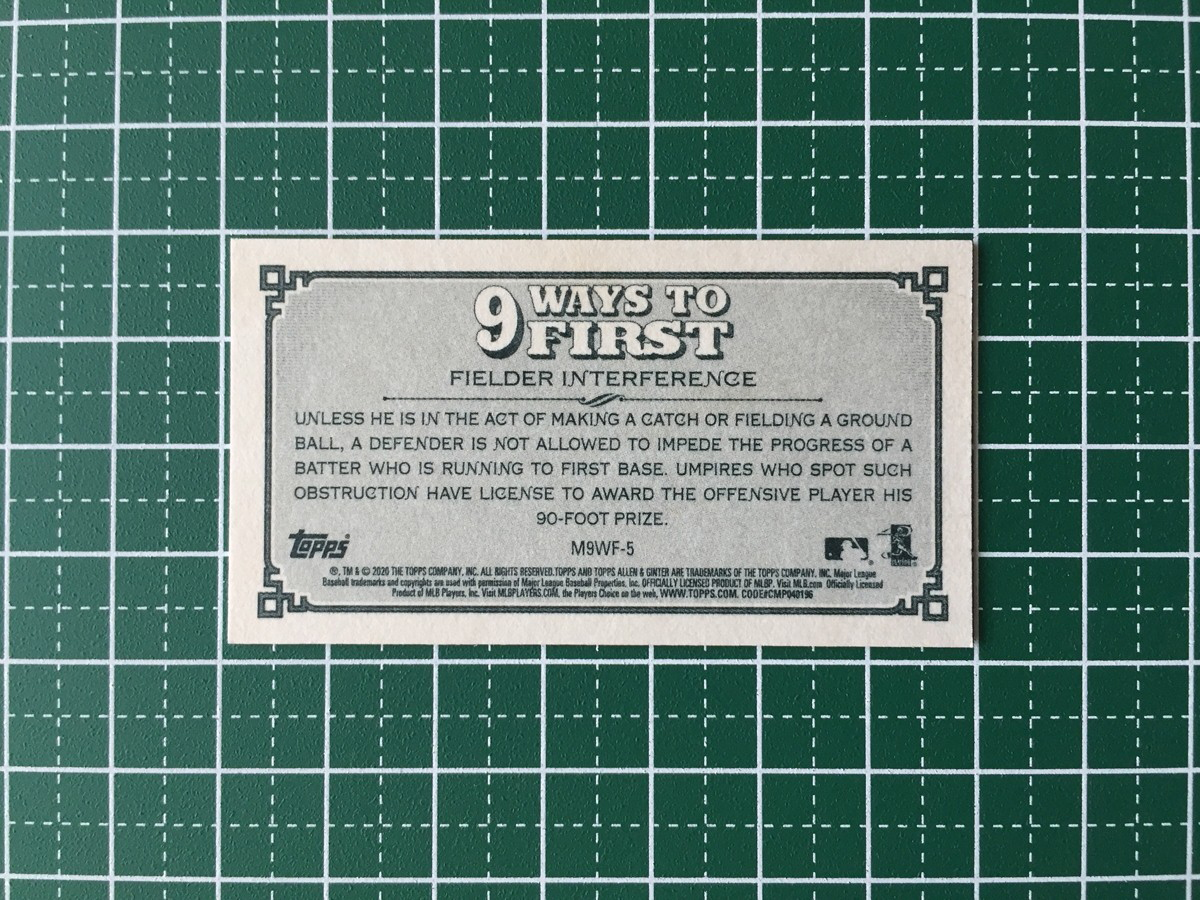 9 WAYS TO
FIRST
FIELDER INTERFERENCE
UNLESS HE IS IN THE ACT OF MAKING A CATCH OR FIELDING A GROUND
BALL, A DEFENDER IS NOT ALLOWED TO IMPEDE THE PROGRESS OF A
BATTER WHO IS RUNNING TO FIRST BASE. UMPIRES WHO SPOT SUCH
OBSTRUCTION HAVE LICENSE TO AWARD THE OFFENSIVE PLAYER HIS
90-FOOT PRIZE.
topps® M9WF-5
®, TM & © 2020 THE TOPPS COMPANY, INC. ALL RIGHTS RESERVED.TOPPS AND TOPPS ALLEN & GINTER ARE TRADEMARKS OF THE TOPPS COMPANY, INC. Major League
Baseball trademarks and copyrights are used with permission of Major League Baseball Properties, Inc. OFFICIALLY LICENSED PRODUCT OF MLBP. Visit MLB.com Officially Licensed
Product of MLB Players, Inc. Visit MLBPLAYERS.COM, the Players Choice on the web. WWW.TOPPS.COM. CODE#CMP040196